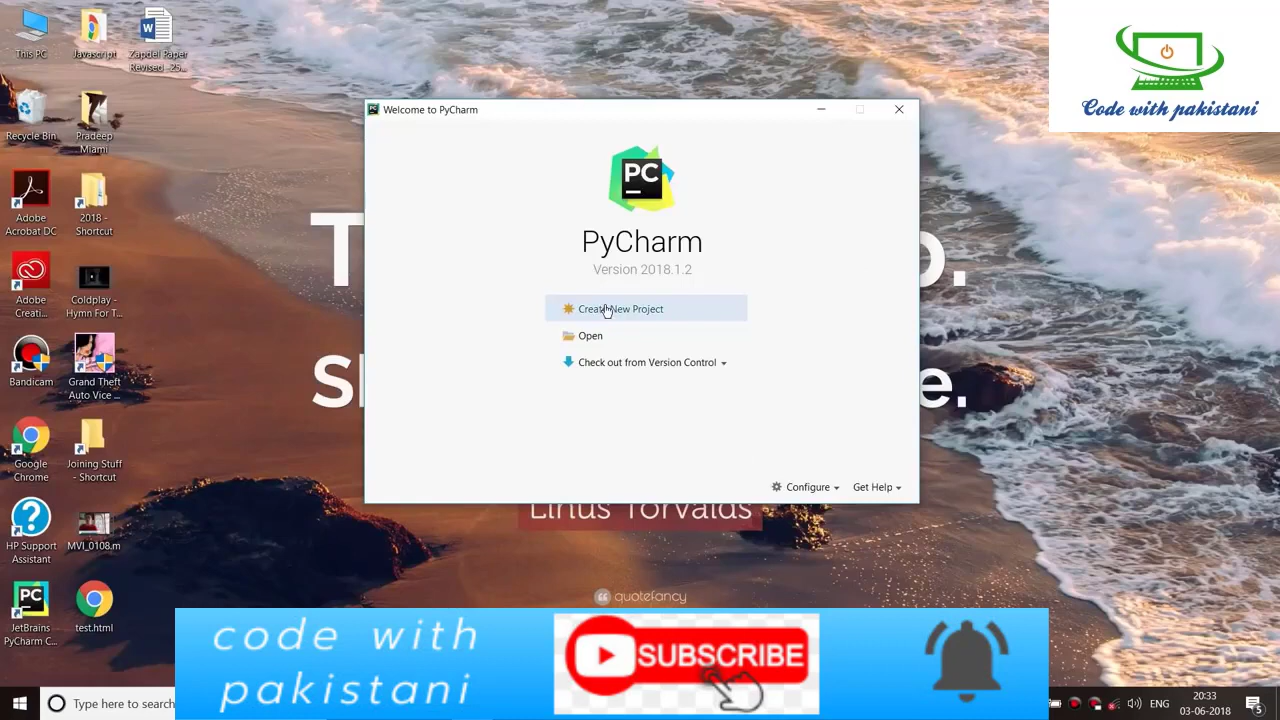 This PC
Javascript
Zapdel Paper
Revised -25...
Recycle Bin
Pradeep
Miami
Adobe
Acrobat DC
2018 -
Shortcut
Adobe
Creati...
Coldplay -
Hymn For T...
Bandicam
Grand Theft
Auto Vice ...
Google
Chrome
Joining Stuff
- Shortcut
HP Support
Assistant
MVI_0108.m
JetBrains
PyCharm C...
test.html
Welcome to PyCharm
PC
PyCharm
Version 2018.1.2
Create New Project
Open
Check out from Version Control
Configure
Get Help
Linus Torvalds
quotefancy
Code with pakistani
code with
pakistani
SUBSCRIBE
Type here to search
ENG
20:33
03-06-2018
5